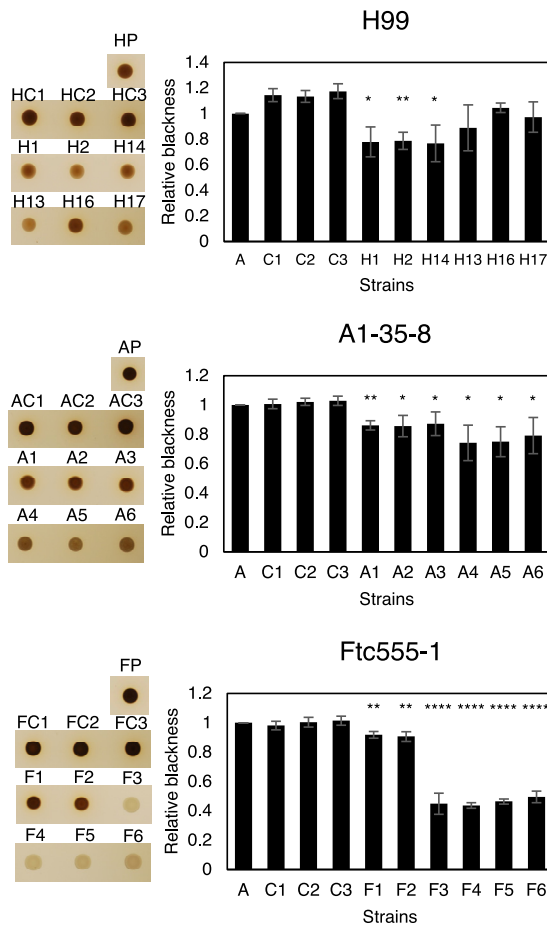 H99
HP
HC1 HC2 HC3
H1 H2 H14
H13 H16 H17
Relative blackness
1.4
1.2
1
0.8
0.6
0.4
0.2
0
* ** *
A C1 C2 C3 H1 H2 H14 H13 H16 H17
Strains
A1-35-8
AP
AC1 AC2 AC3
A1 A2 A3
A4 A5 A6
Relative blackness
1.2
1
0.8
0.6
0.4
0.2
0
** * * * * *
A C1 C2 C3 A1 A2 A3 A4 A5 A6
Strains
Ftc555-1
FP
FC1 FC2 FC3
F1 F2 F3
F4 F5 F6
Relative blackness
1.2
1
0.8
0.6
0.4
0.2
0
** ** **** **** **** ****
A C1 C2 C3 F1 F2 F3 F4 F5 F6
Strains